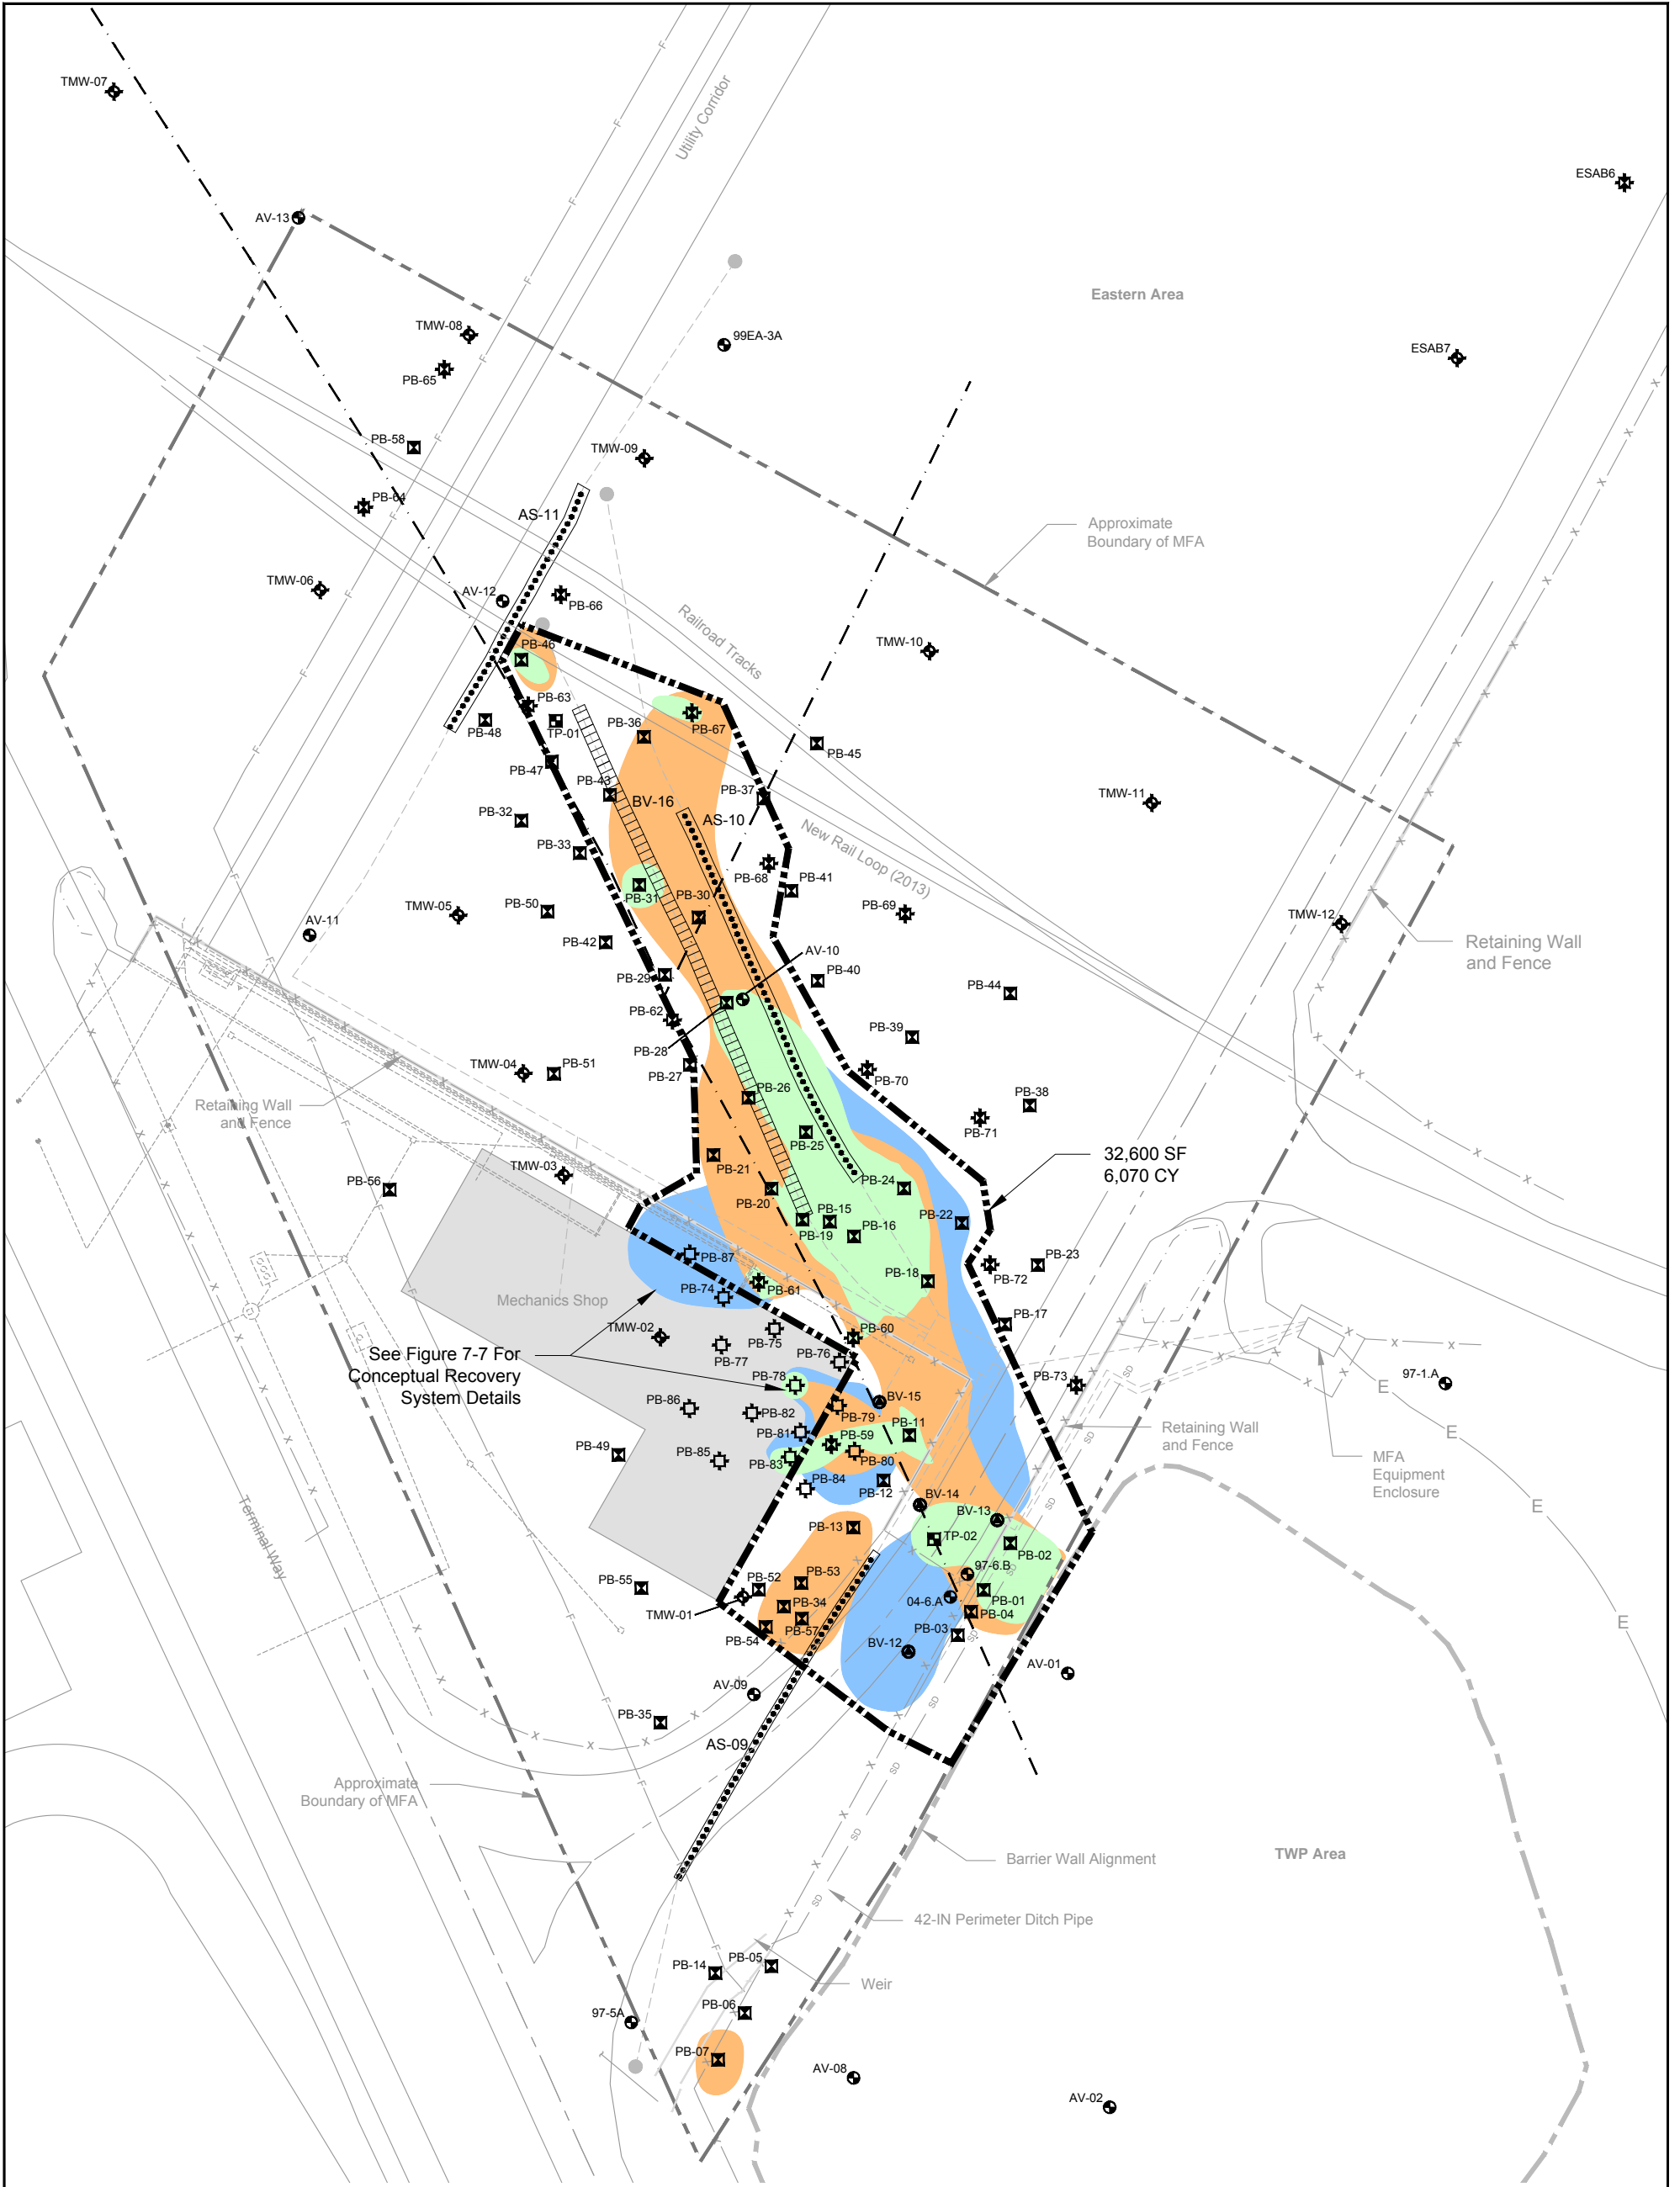 TMW-07
Utility Corridor
ESAB6
AV-13
Eastern Area
TMW-08
99EA-3A
ESAB7
PB-65
PB-58
TMW-09
PB-64
AS-11
Approximate
Boundary of MFA
TMW-06
AV-12
PB-66
Railroad Tracks
PB-46
TMW-10
PB-63
PB-48
TP-01
PB-36
PB-67
PB-45
PB-47
PB-43
BV-16
PB-37
TMW-11
PB-32
AS-10
New Rail Loop (2013)
PB-33
PB-68
PB-41
PB-31
PB-30
PB-50
TMW-05
PB-69
AV-11
TMW-12
Retaining Wall
and Fence
PB-42
AV-10
PB-29
PB-40
PB-44
PB-62
PB-39
PB-28
PB-27
TMW-04
PB-51
PB-70
PB-26
PB-38
Retaining Wall
and Fence
PB-71
PB-25
32,600 SF
6,070 CY
PB-21
TMW-03
PB-56
PB-20
PB-24
PB-15
PB-22
PB-19
PB-16
PB-87
PB-23
PB-72
PB-74
PB-61
PB-18
Mechanics Shop
PB-17
TMW-02
PB-75
PB-60
PB-77
PB-76
See Figure 7-7 For
Conceptual Recovery
System Details
PB-78
PB-73
97-1.A
BV-15
PB-86
PB-82
PB-79
PB-11
PB-81
PB-59
Retaining Wall
and Fence
PB-49
PB-85
PB-83
PB-80
MFA
Equipment
Enclosure
PB-84
PB-12
BV-14
BV-13
Terminal Way
PB-13
TP-02
PB-02
97-6.B
PB-55
PB-52
PB-53
PB-01
04-6.A
PB-34
PB-04
TMW-01
PB-57
PB-54
PB-03
BV-12
AV-01
AV-09
PB-35
AS-09
Approximate
Boundary of MFA
Barrier Wall Alignment
TWP Area
42-IN Perimeter Ditch Pipe
PB-14
PB-05
Weir
PB-06
97-5A
PB-07
AV-08
AV-02